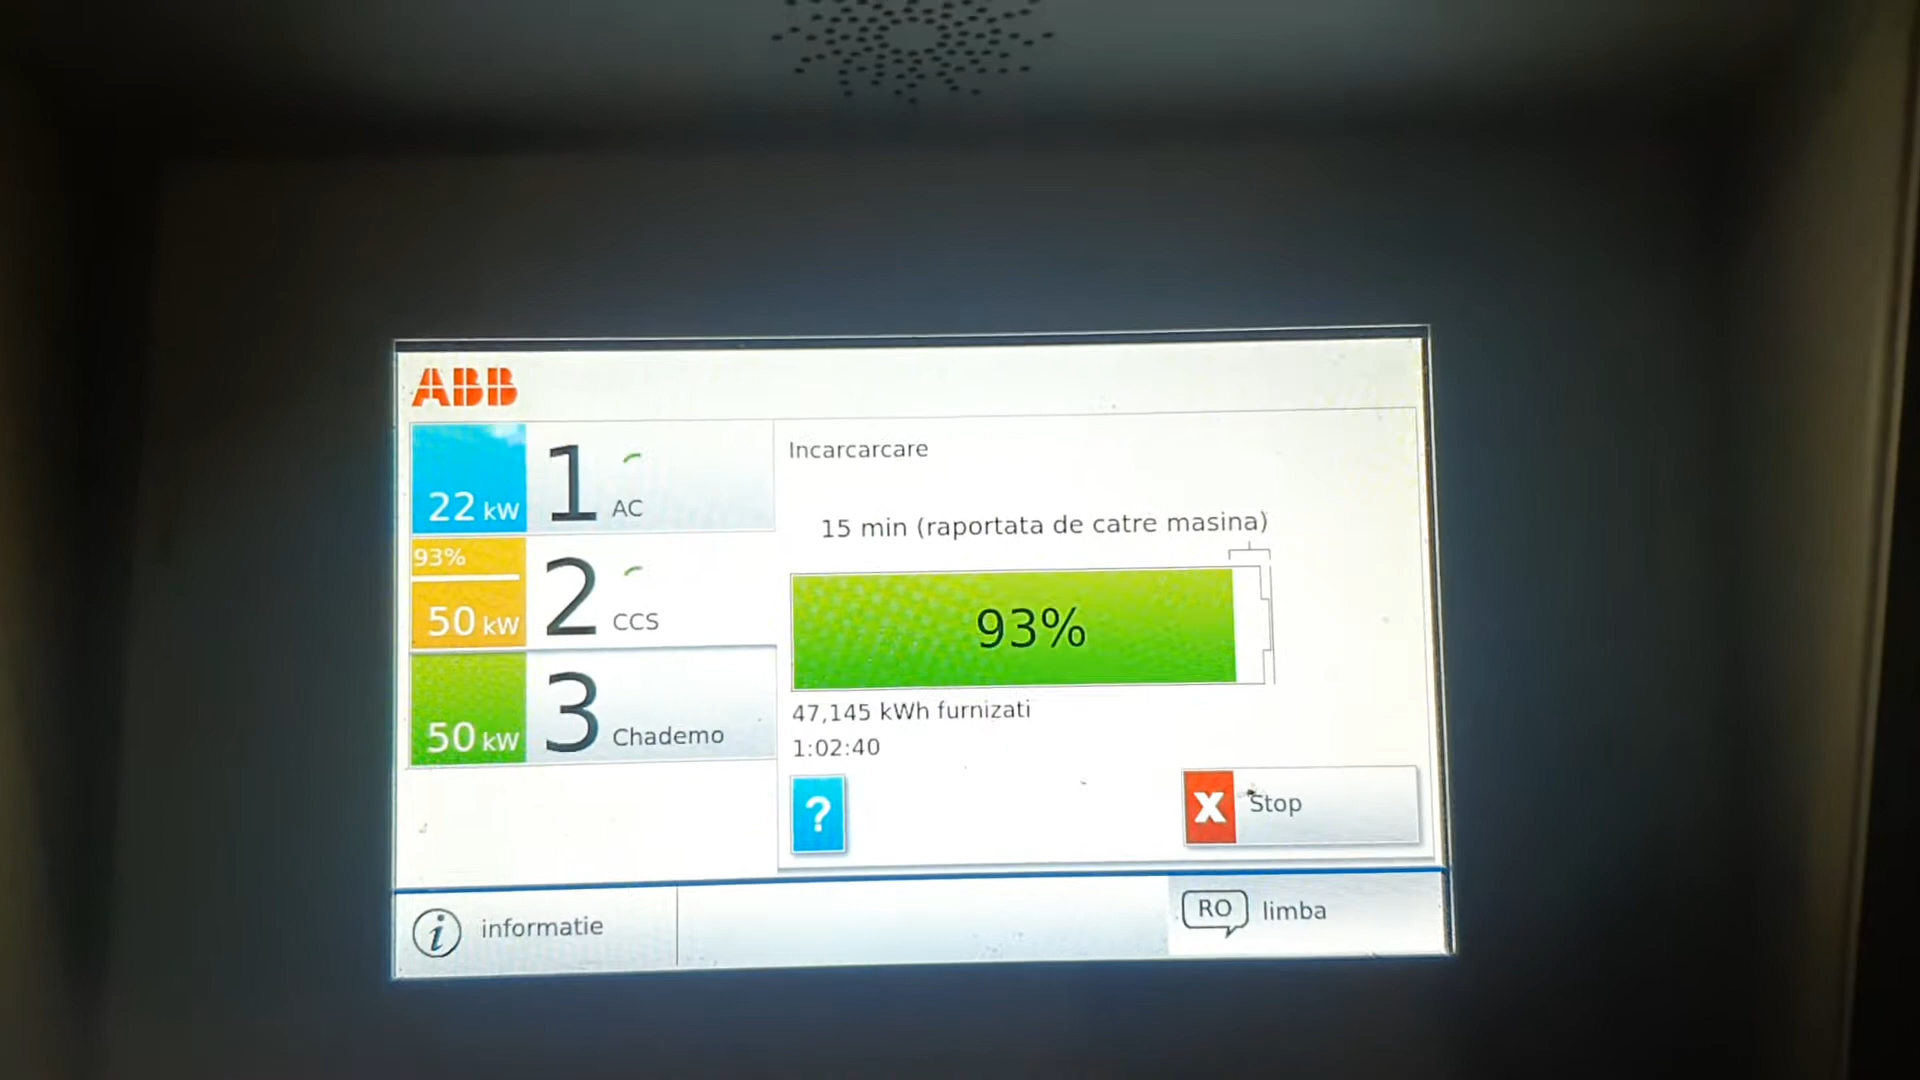 ABB
22 kW
1 AC
93%
50 kW
2 CCS
50 kW
3 Chademo
Incarcarcare
15 min (raportata de catre masina)
93%
47,145 kWh furnizati
1:02:40
?
X Stop
i informatie
RO limba